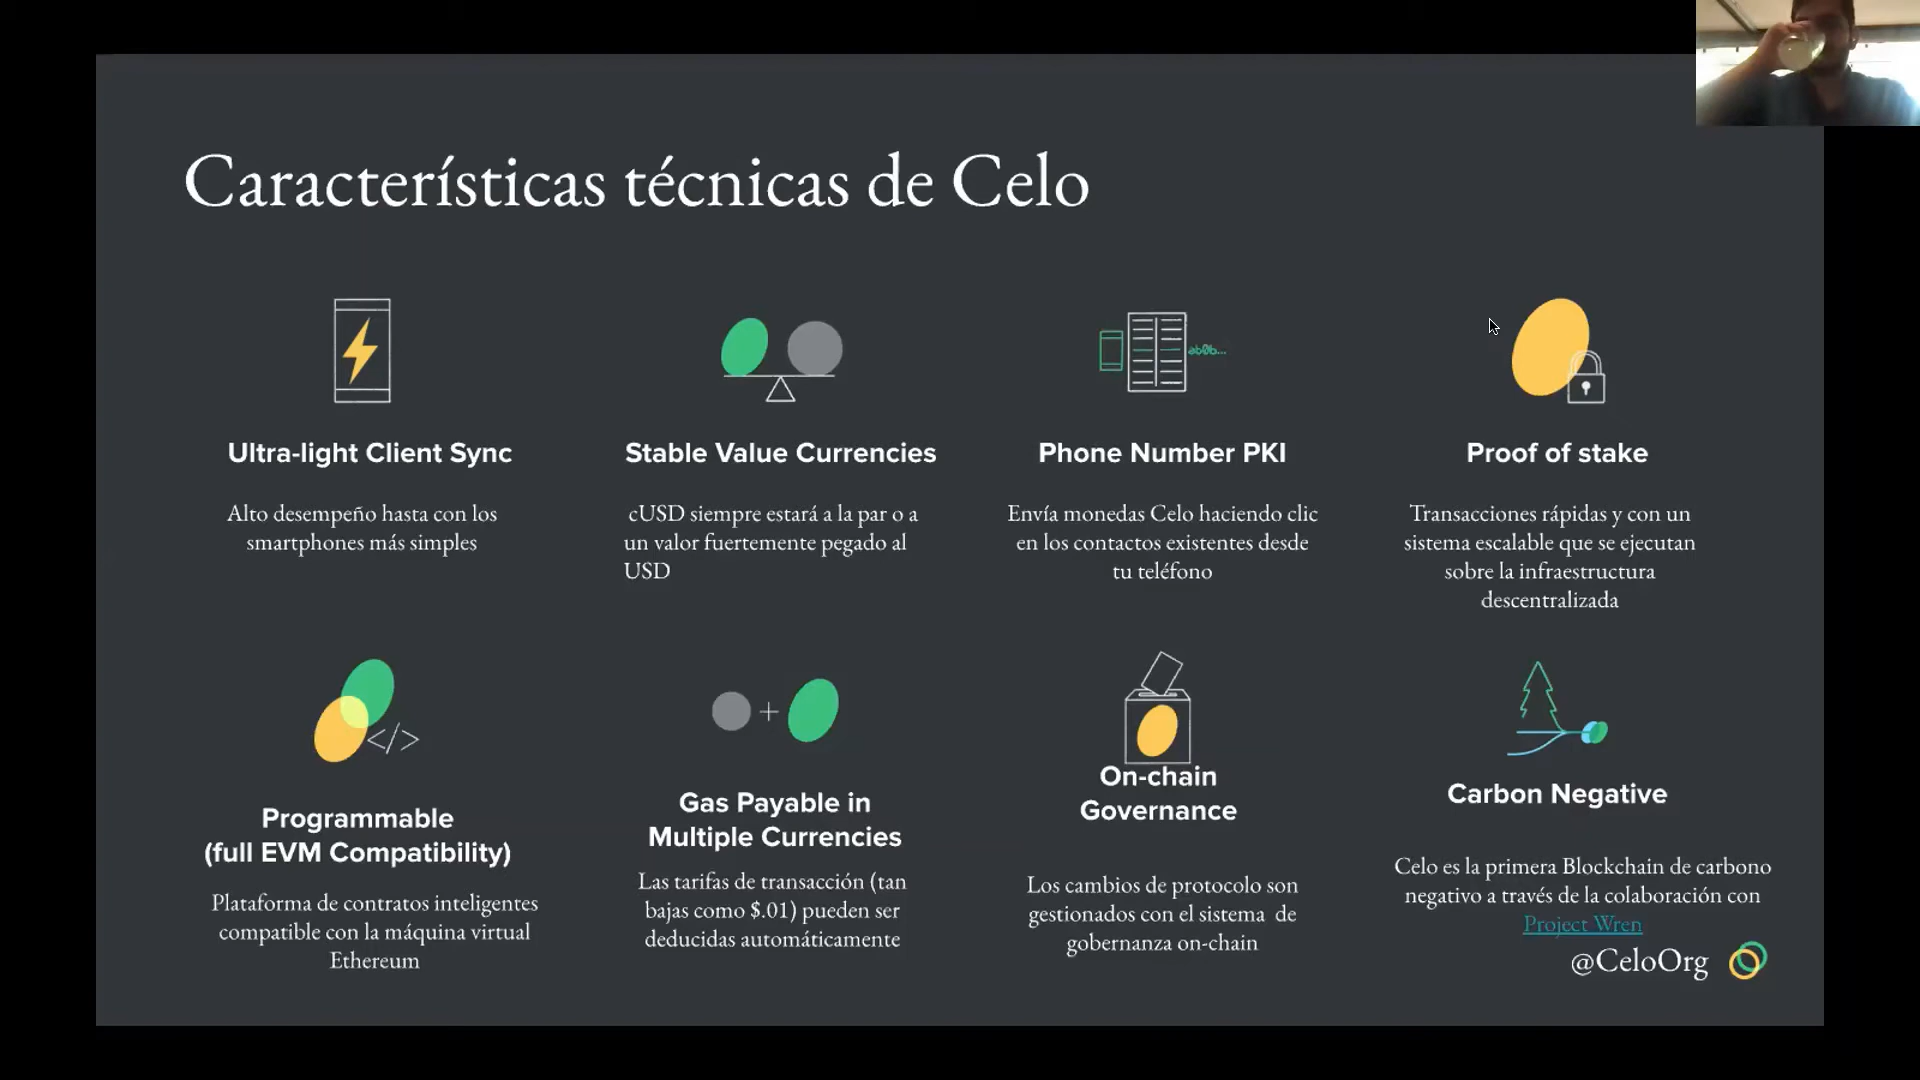 Características técnicas de Celo
Ultra-light Client Sync
Alto desempeño hasta con los
smartphones más simples
Stable Value Currencies
cUSD siempre estará a la par o a
un valor fuertemente pegado al
USD
ab0b...
Phone Number PKI
Envía monedas Celo haciendo clic
en los contactos existentes desde
tu teléfono
Proof of stake
Transacciones rápidas y con un
sistema escalable que se ejecutan
sobre la infraestructura
descentralizada
</>
Programmable
(full EVM Compatibility)
Plataforma de contratos inteligentes
compatible con la máquina virtual
Ethereum
+
Gas Payable in
Multiple Currencies
Las tarifas de transacción (tan
bajas como $.01) pueden ser
deducidas automáticamente
On-chain
Governance
Los cambios de protocolo son
gestionados con el sistema de
gobernanza on-chain
Carbon Negative
Celo es la primera Blockchain de carbono
negativo a través de la colaboración con
Project Wren
@CeloOrg